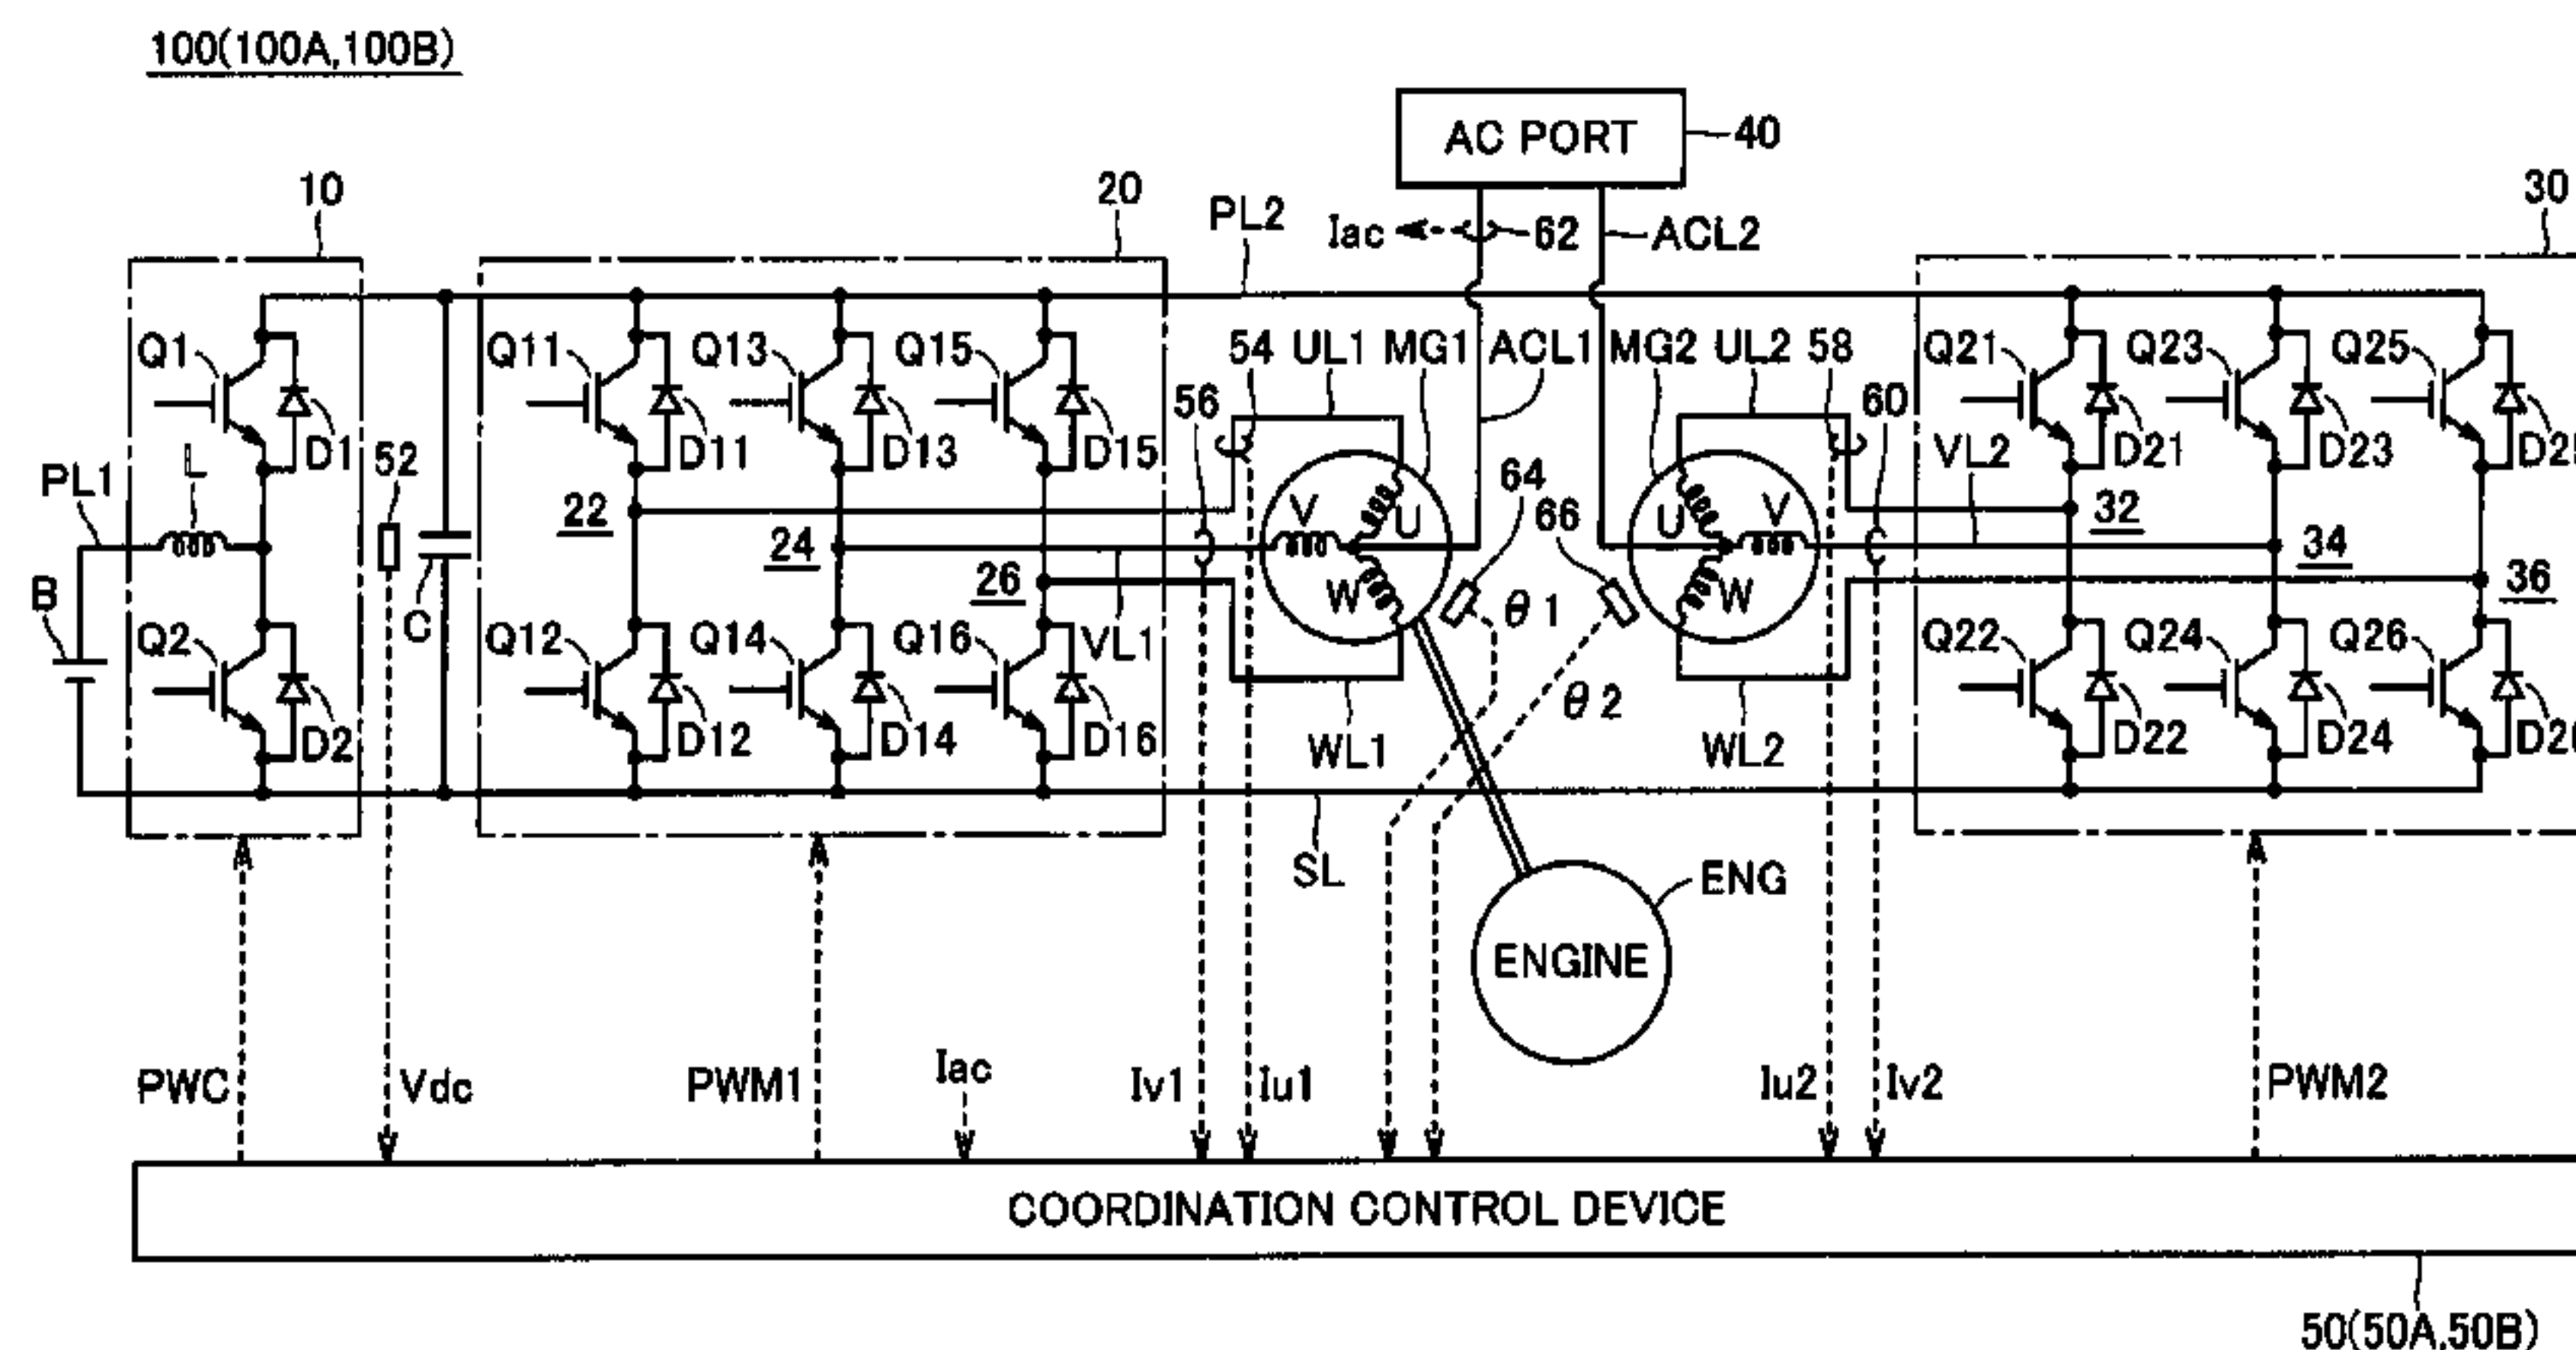 100(100A,100B)
AC PORT
40
10
20
30
PL2
Iac
62
ACL2
Q1
Q11
Q13
Q15
54
UL1
MG1
ACL1
MG2
UL2
58
Q21
Q23
Q25
56
60
D1
52
D11
D13
D15
64
VL2
D21
D23
L
PL1
22
V
U
66
U
V
32
24
34
B
26
W
θ1
W
36
C
Q2
Q12
Q14
Q16
VL1
Q22
Q24
Q26
θ2
D2
D12
D14
D16
WL1
WL2
D22
D24
SL
ENG
ENGINE
PWC
Vdc
PWM1
Iac
Iv1
Iu1
Iu2
Iv2
PWM2
COORDINATION CONTROL DEVICE
50(50A,50B)